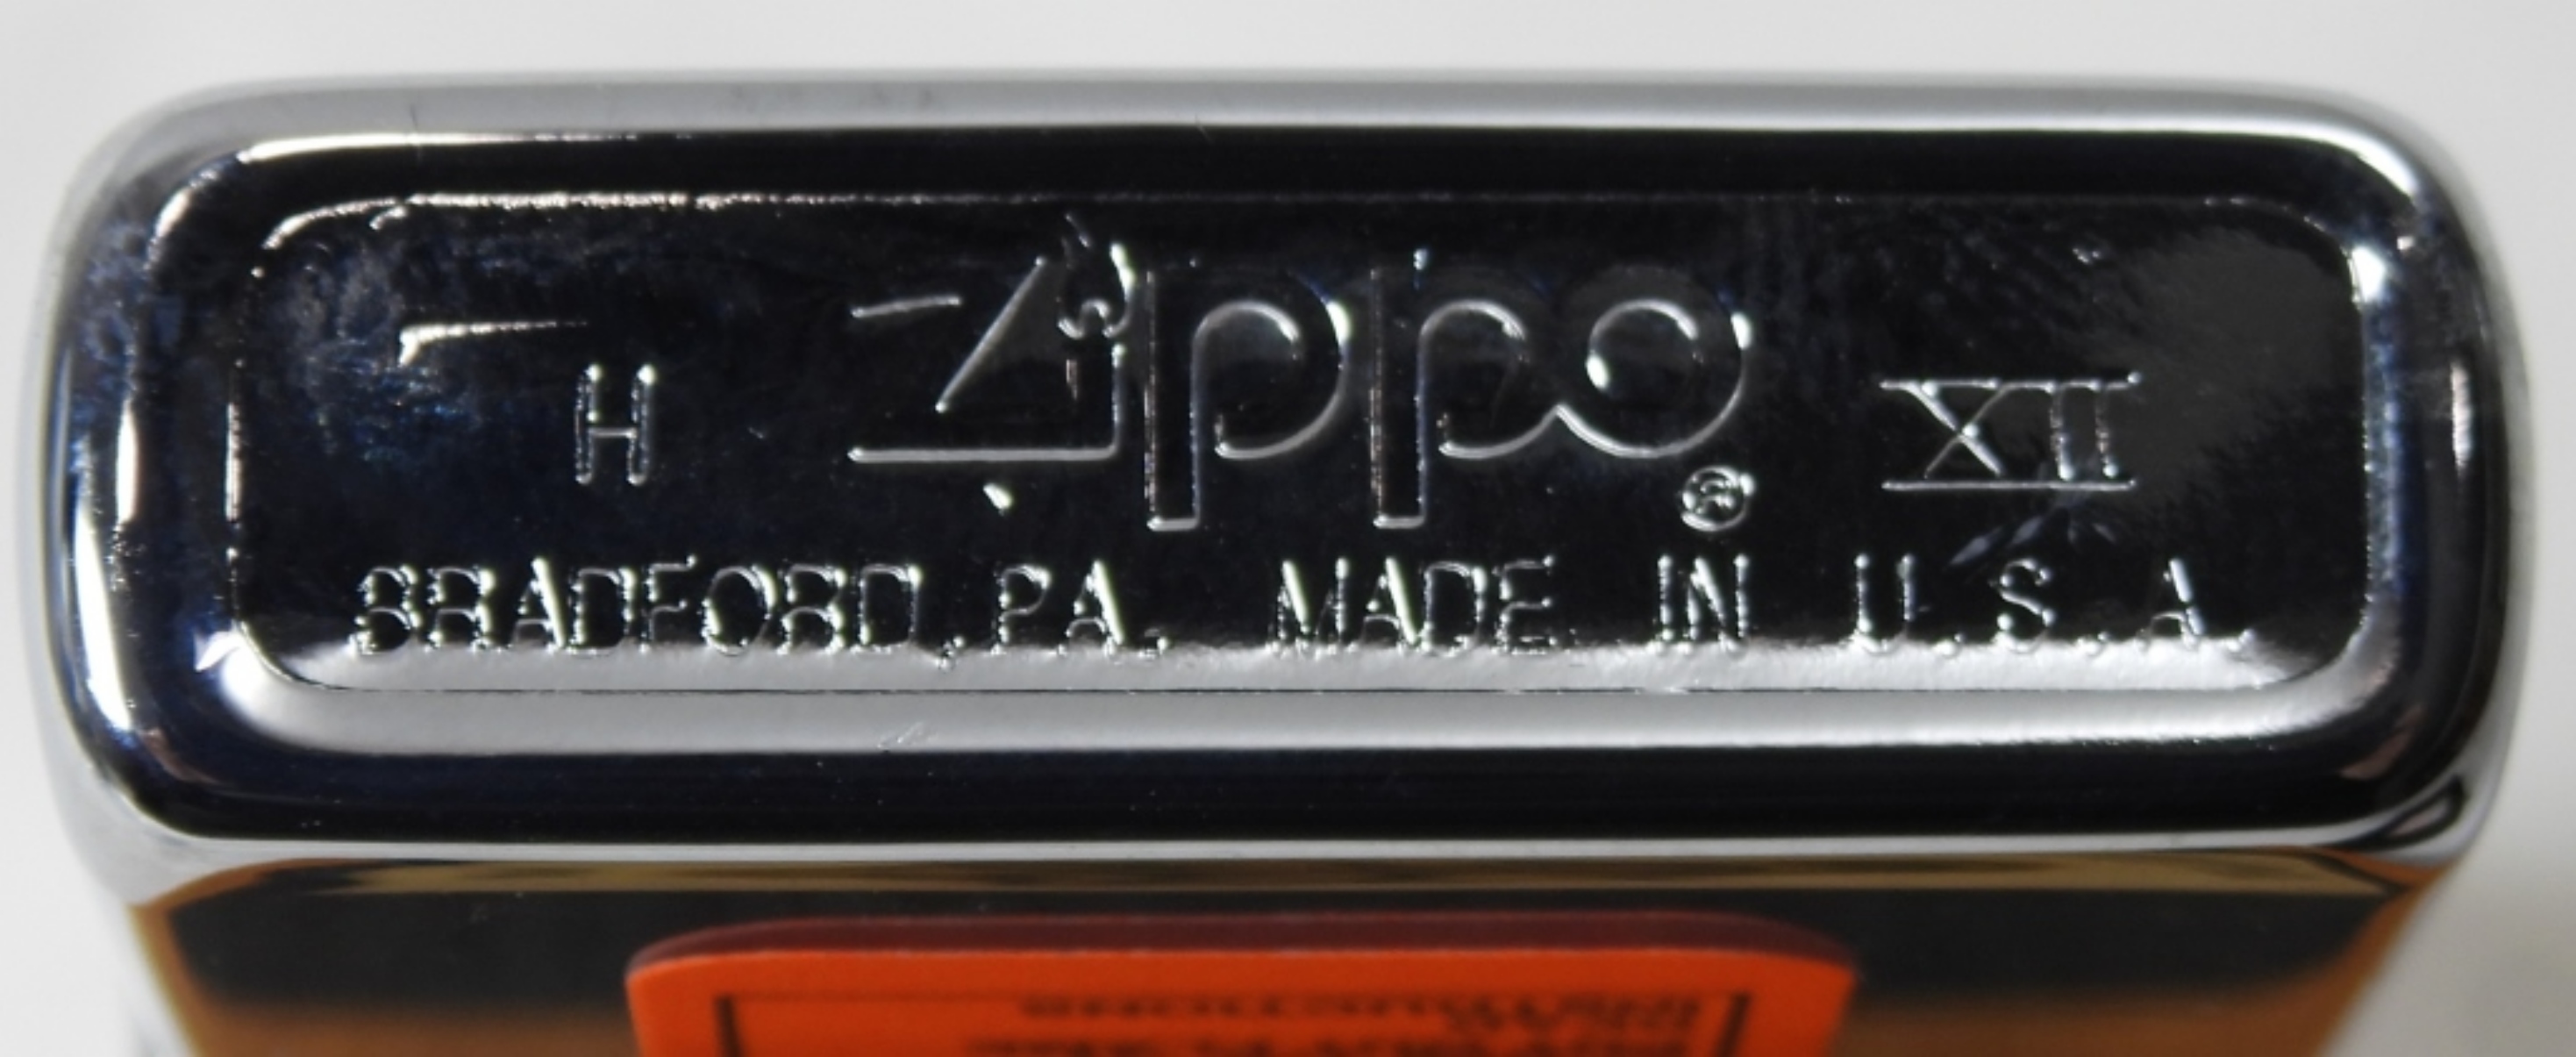 H Zippo® XII
BRADFORD, PA. MADE IN U.S.A.